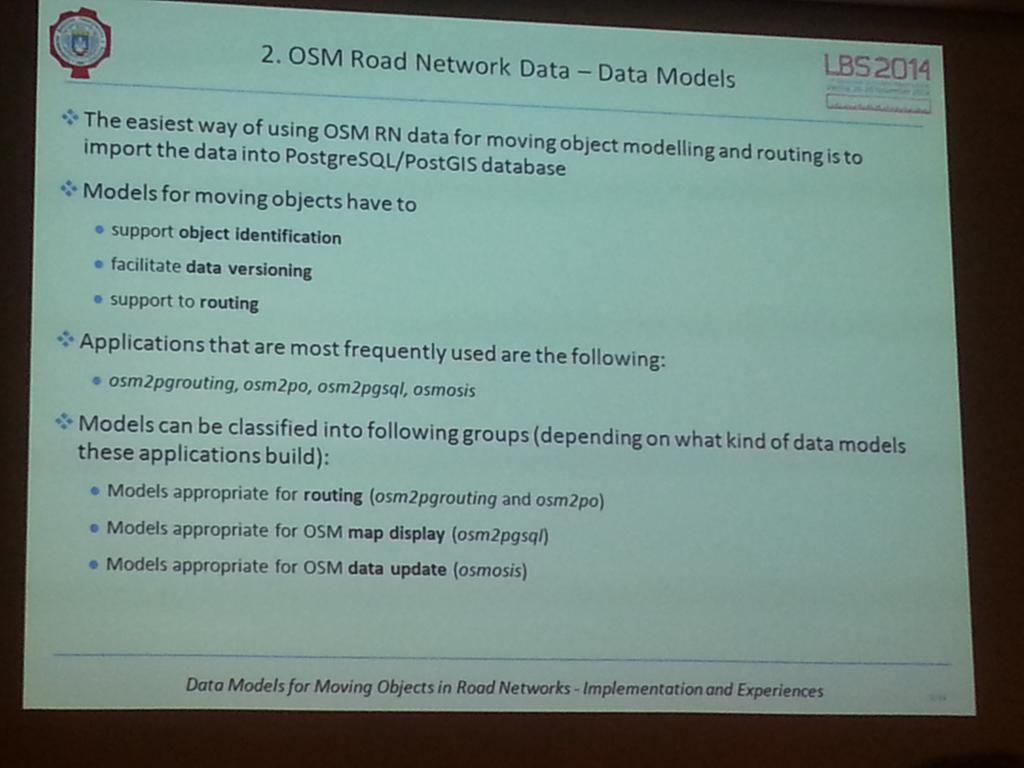 2. OSM Road Network Data – Data Models
LBS2014
The easiest way of using OSM RN data for moving object modelling and routing is to
import the data into PostgreSQL/PostGIS database
Models for moving objects have to
support object identification
facilitate data versioning
support to routing
Applications that are most frequently used are the following:
osm2pgrouting, osm2po, osm2pgsql, osmosis
Models can be classified into following groups (depending on what kind of data models
these applications build):
Models appropriate for routing (osm2pgrouting and osm2po)
Models appropriate for OSM map display (osm2pgsql)
Models appropriate for OSM data update (osmosis)
Data Models for Moving Objects in Road Networks - Implementation and Experiences